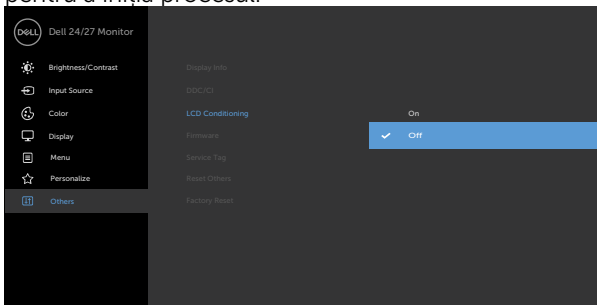 pentru a iniția procesul.
DELL
Dell 24/27 Monitor
Brightness/Contrast
Input Source
Color
Display
Menu
Personalize
Others
Display Info
DDC/CI
LCD Conditioning
Firmware
Service Tag
Reset Others
Factory Reset
On
Off